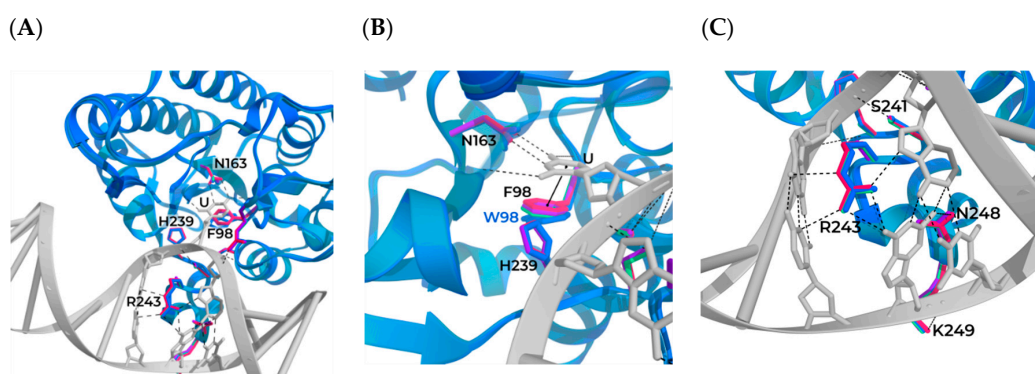 (A) (B) (C)
N163
U
H239
F98
R243
N163
U
F98
W98
H239
S241
R243
N248
K249